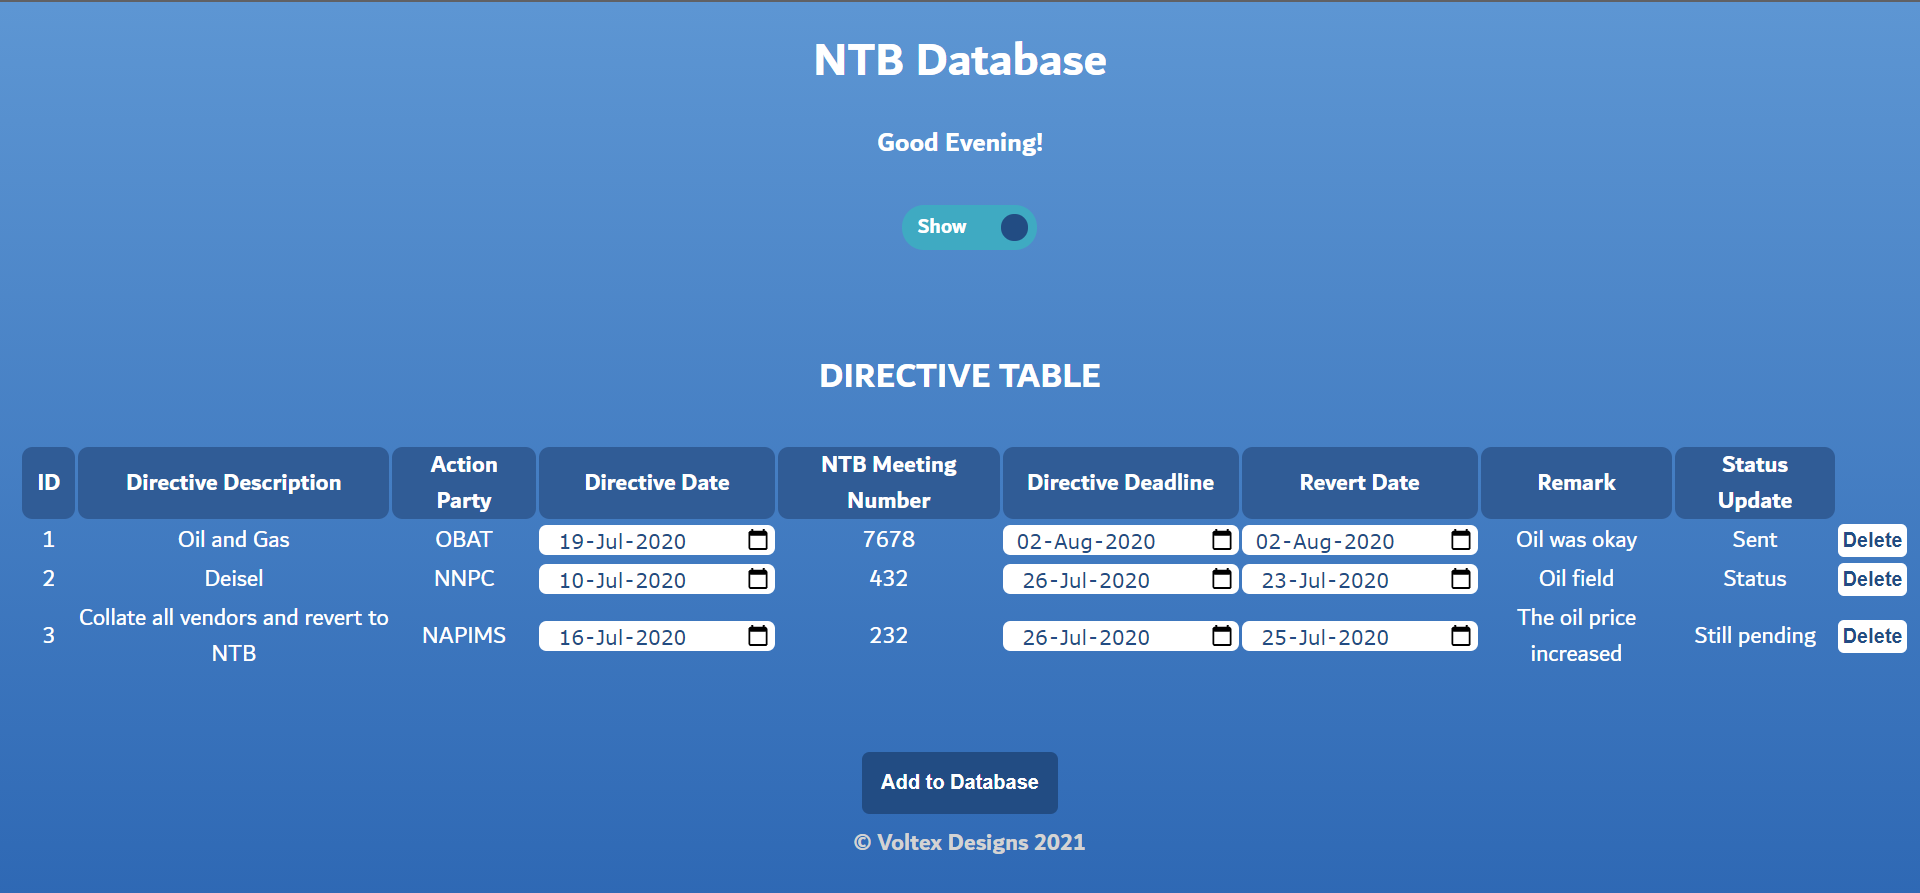 NTB Database
Good Evening!
Show
DIRECTIVE TABLE
ID Directive Description Action Party Directive Date NTB Meeting Number Directive Deadline Revert Date Remark Status Update
1 Oil and Gas OBAT 19-Jul-2020 7678 02-Aug-2020 02-Aug-2020 Oil was okay Sent Delete
2 Deisel NNPC 10-Jul-2020 432 26-Jul-2020 23-Jul-2020 Oil field Status Delete
3 Collate all vendors and revert to NTB NAPIMS 16-Jul-2020 232 26-Jul-2020 25-Jul-2020 The oil price increased Still pending Delete
Add to Database
© Voltex Designs 2021